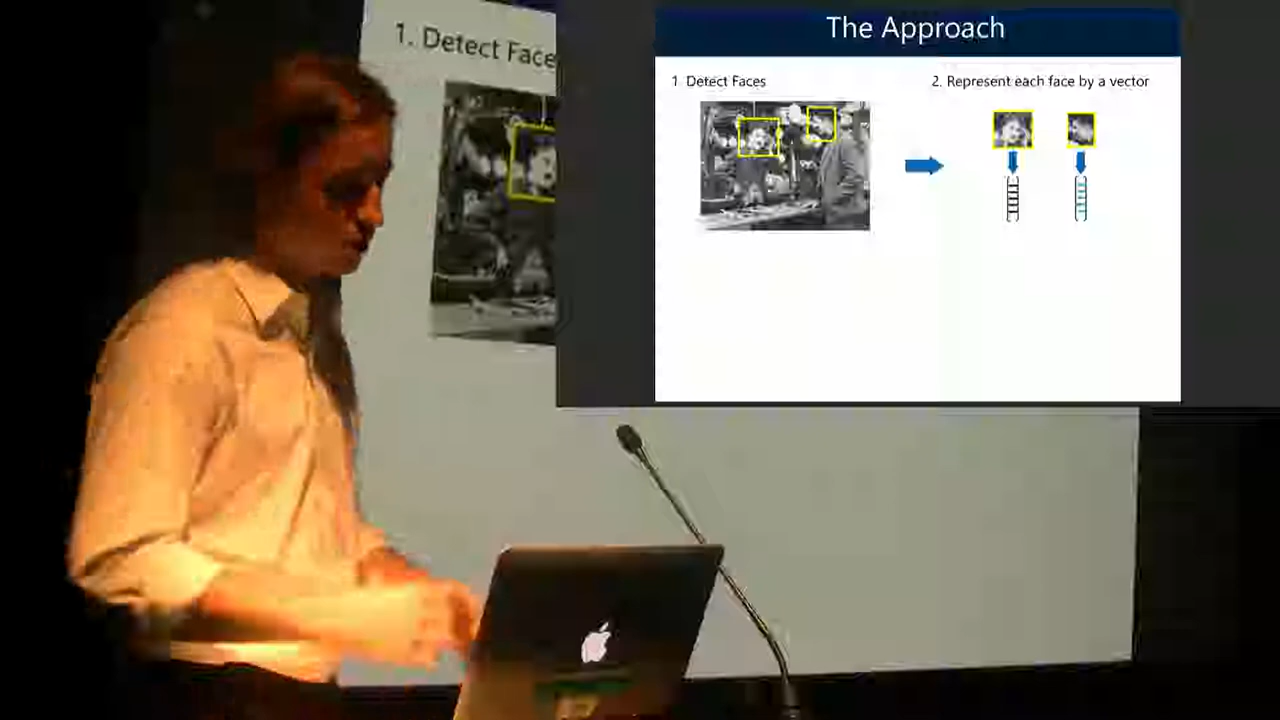 1. Detect Face
The Approach
1. Detect Faces
2. Represent each face by a vector